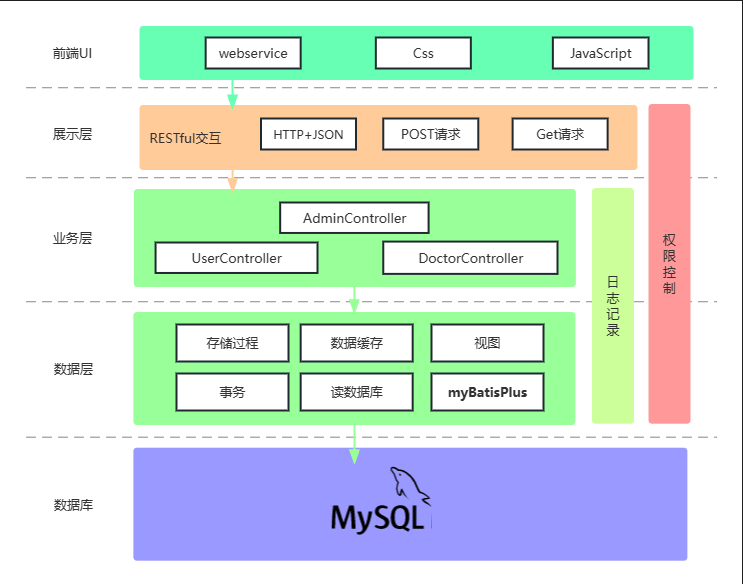 前端UI
webservice
Css
JavaScript
展示层
RESTful交互
HTTP+JSON
POST请求
Get请求
业务层
AdminController
UserController
DoctorController
权限控制
日志记录
数据层
存储过程
数据缓存
视图
事务
读数据库
myBatisPlus
数据库
MySQL